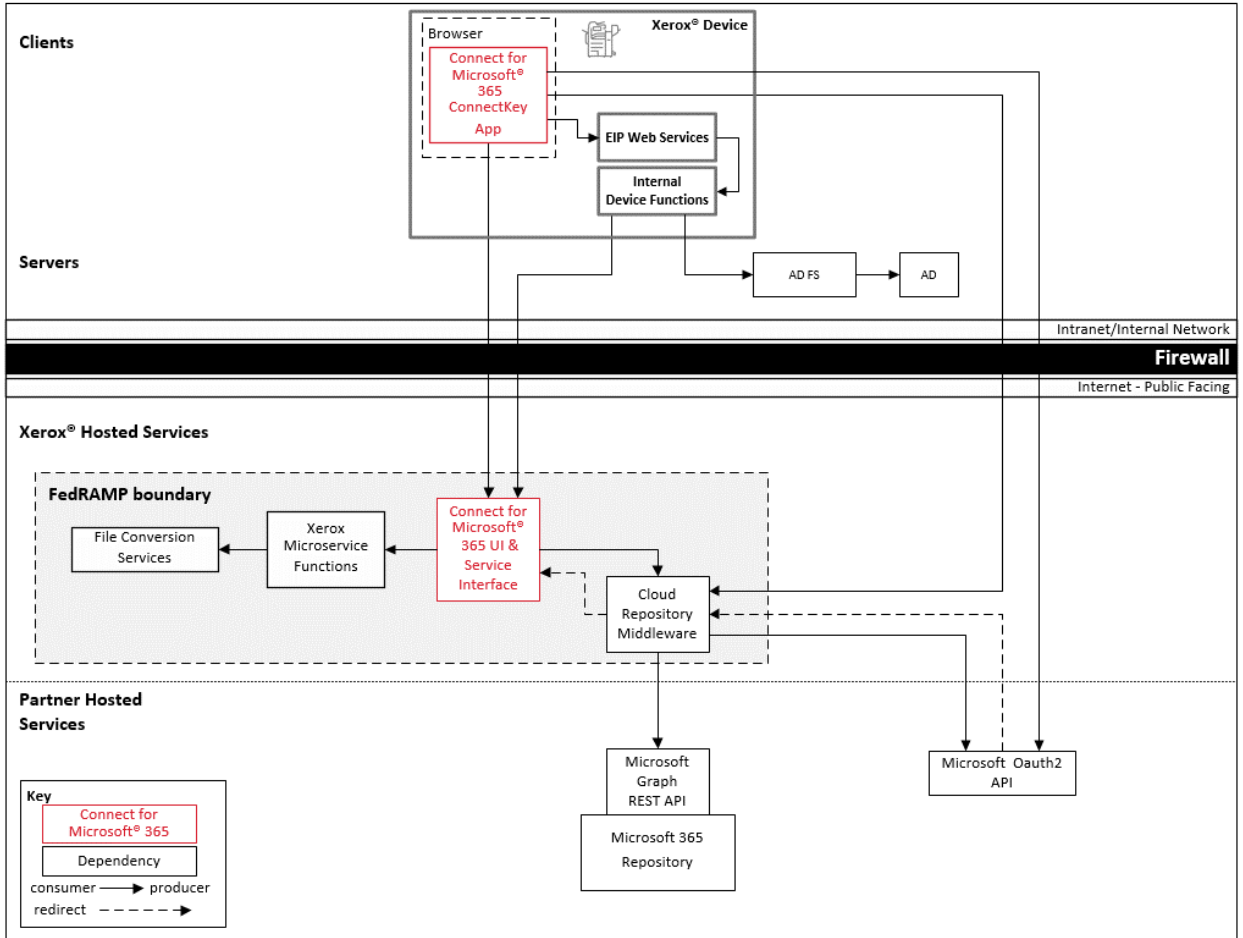 Clients
Xerox® Device
Browser
Connect for
Microsoft®
365
ConnectKey
App
EIP Web Services
Internal
Device Functions
Servers
AD FS
AD
Intranet/Internal Network
Firewall
Internet - Public Facing
Xerox® Hosted Services
FedRAMP boundary
File Conversion
Services
Xerox
Microservice
Functions
Connect for
Microsoft®
365 UI &
Service
Interface
Cloud
Repository
Middleware
Partner Hosted
Services
Microsoft
Graph
REST API
Microsoft 365
Repository
Microsoft Oauth2
API
Key
Connect for
Microsoft® 365
Dependency
consumer producer
redirect